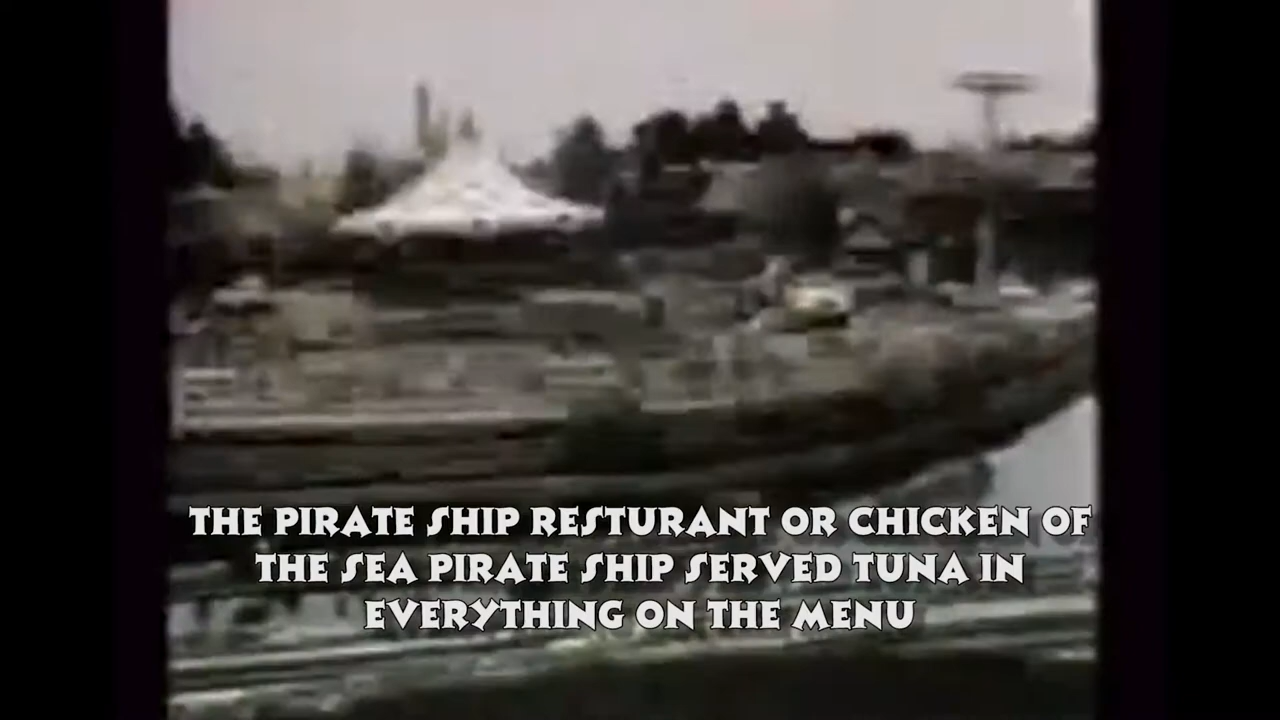 THE PIRATE SHIP RESTURANT OR CHICKEN OF
THE SEA PIRATE SHIP SERVED TUNA IN
EVERYTHING ON THE MENU